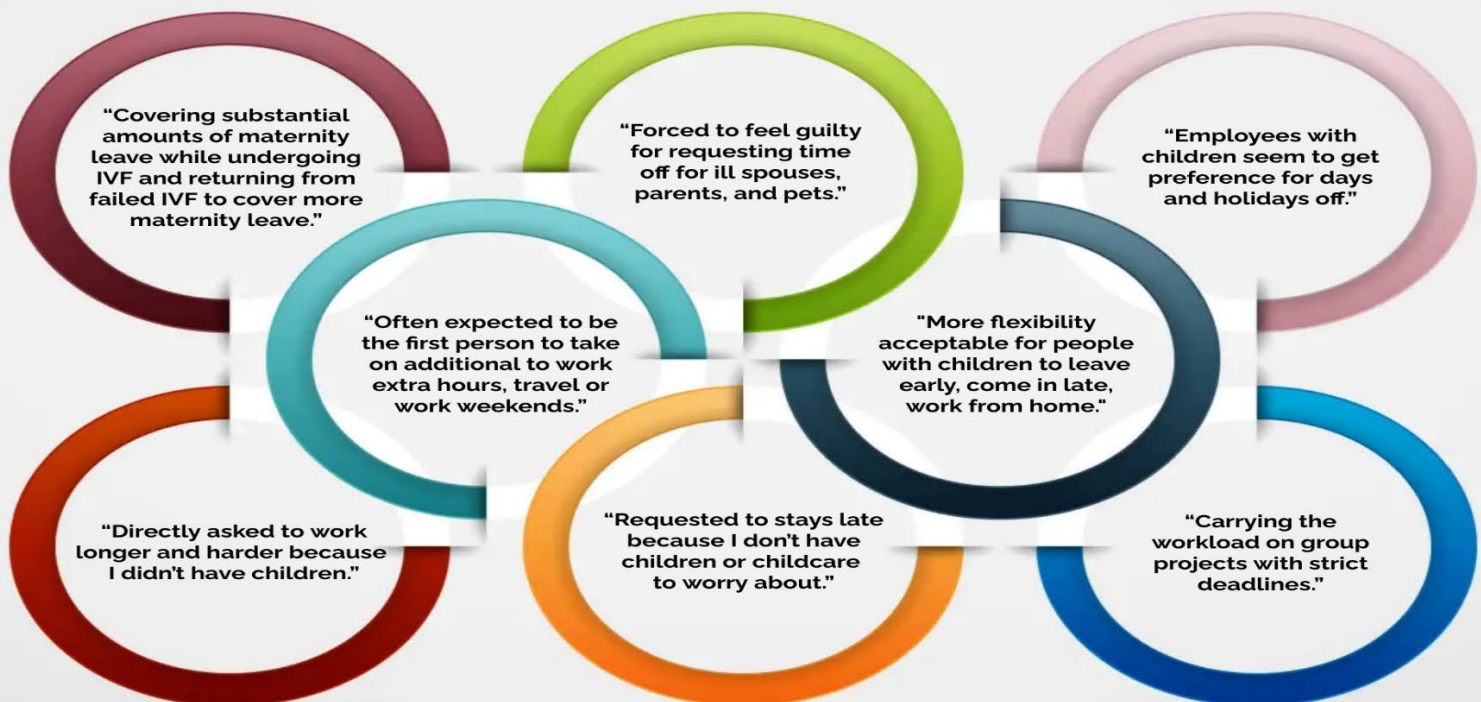 “Covering substantial
amounts of maternity
leave while undergoing
IVF and returning from
failed IVF to cover more
maternity leave.”
“Forced to feel guilty
for requesting time
off for ill spouses,
parents, and pets.”
“Employees with
children seem to get
preference for days
and holidays off.”
“Often expected to be
the first person to take
on additional to work
extra hours, travel or
work weekends.”
"More flexibility
acceptable for people
with children to leave
early, come in late,
work from home."
“Directly asked to work
longer and harder because
I didn’t have children.”
“Requested to stays late
because I don’t have
children or childcare
to worry about.”
“Carrying the
workload on group
projects with strict
deadlines.”